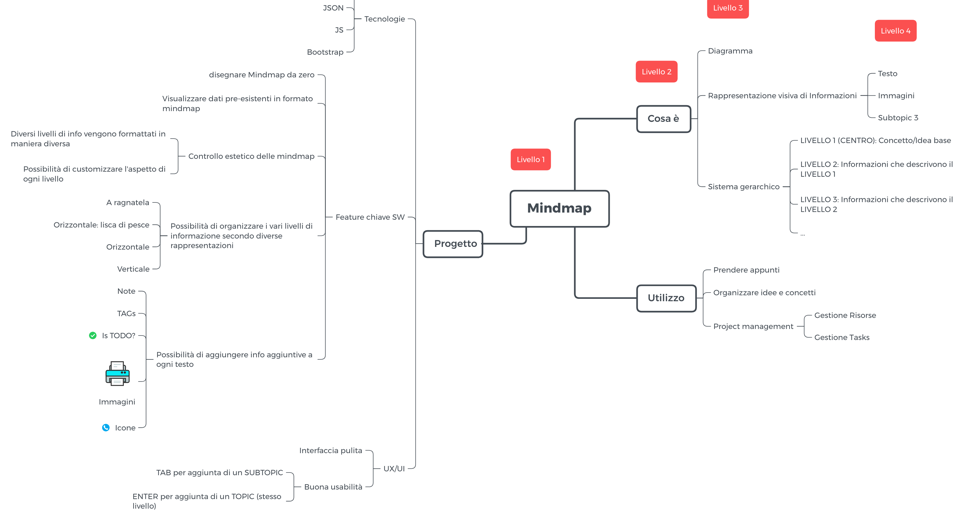 Livello 3
JSON
Tecnologie
JS
Livello 4
Bootstrap
Diagramma
Livello 2
disegnare Mindmap da zero
Testo
Visualizzare dati pre-esistenti in formato
mindmap
Rappresentazione visiva di Informazioni
Immagini
Cosa è
Subtopic 3
Diversi livelli di info vengono formattati in
maniera diversa
LIVELLO 1 (CENTRO): Concetto/Idea base
Controllo estetico delle mindmap
Livello 1
Possibilità di customizzare l'aspetto di
ogni livello
LIVELLO 2: Informazioni che descrivono il
LIVELLO 1
Sistema gerarchico
A ragnatela
LIVELLO 3: Informazioni che descrivono il
LIVELLO 2
Mindmap
Feature chiave SW
Orizzontale: lisca di pesce
Possibilità di organizzare i vari livelli di
informazione secondo diverse
rappresentazioni
...
Progetto
Orizzontale
Verticale
Prendere appunti
Note
Organizzare idee e concetti
Utilizzo
TAGs
Gestione Risorse
Project management
Is TODO?
Gestione Tasks
Possibilità di aggiungere info aggiuntive a
ogni testo
Immagini
Icone
Interfaccia pulita
UX/UI
TAB per aggiunta di un SUBTOPIC
Buona usabilità
ENTER per aggiunta di un TOPIC (stesso
livello)